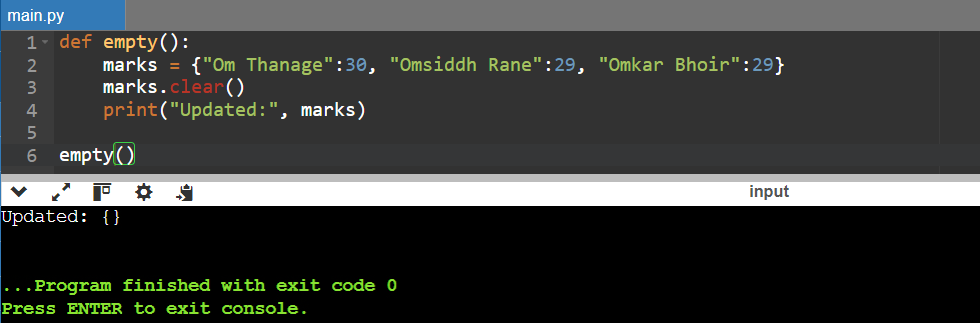 main.py
1 def empty():
2     marks = {"Om Thanage":30, "Omsiddh Rane":29, "Omkar Bhoir":29}
3     marks.clear()
4     print("Updated:", marks)
5
6 empty()
input
Updated: {}
...Program finished with exit code 0
Press ENTER to exit console.